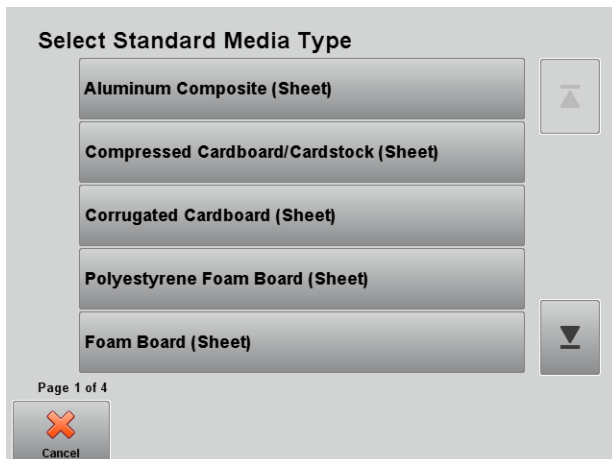 Select Standard Media Type
Aluminum Composite (Sheet)
Compressed Cardboard/Cardstock (Sheet)
Corrugated Cardboard (Sheet)
Polyestyrene Foam Board (Sheet)
Foam Board (Sheet)
Page 1 of 4
Cancel